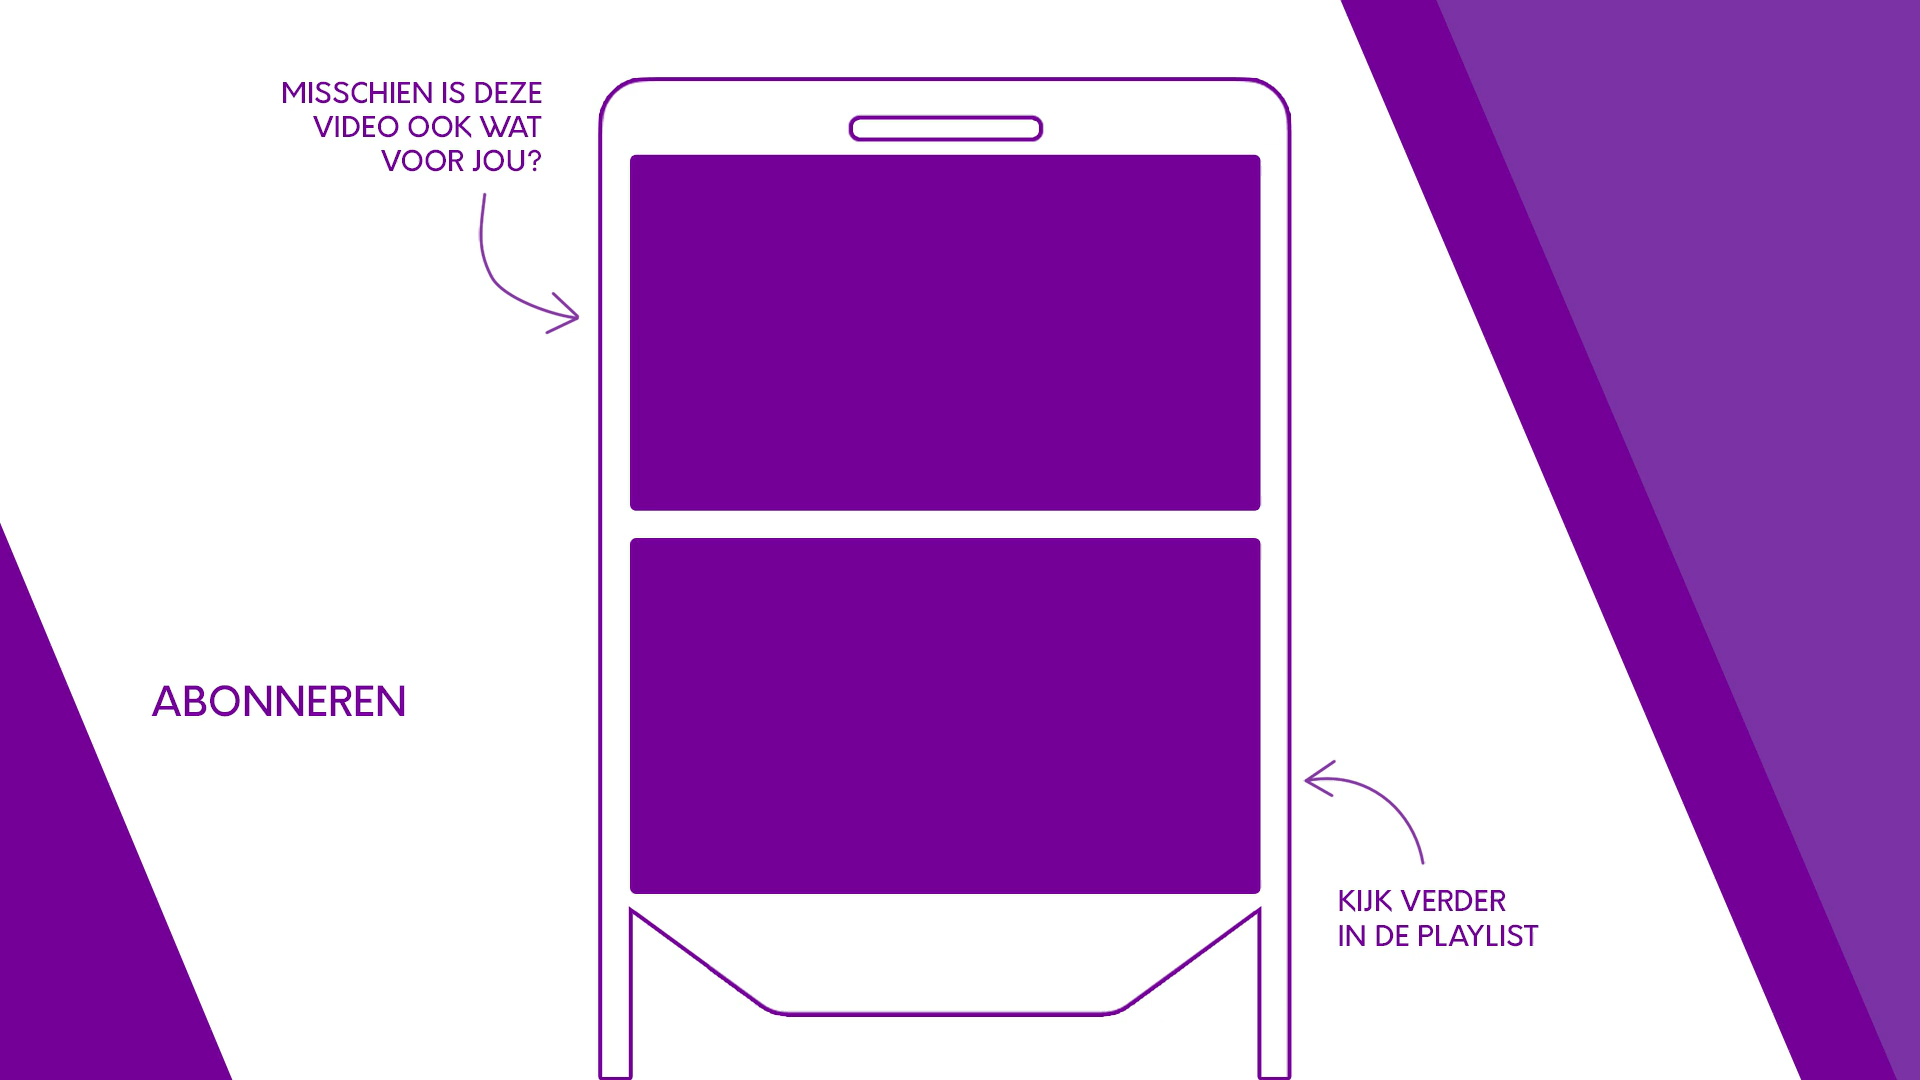 MISSCHIEN IS DEZE
VIDEO OOK WAT
VOOR JOU?
ABONNEREN
KIJK VERDER
IN DE PLAYLIST